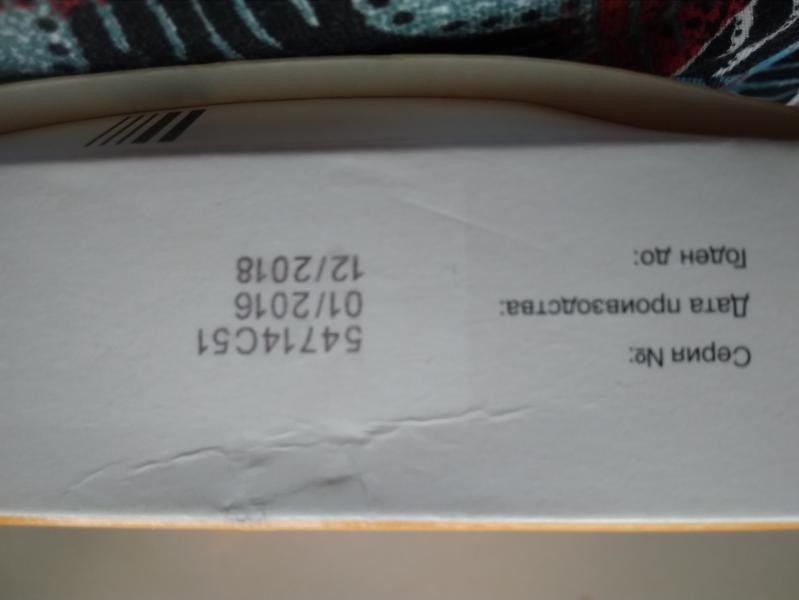 Серия №: 54714C51
Дата производства: 01/2016
Годен до: 12/2018